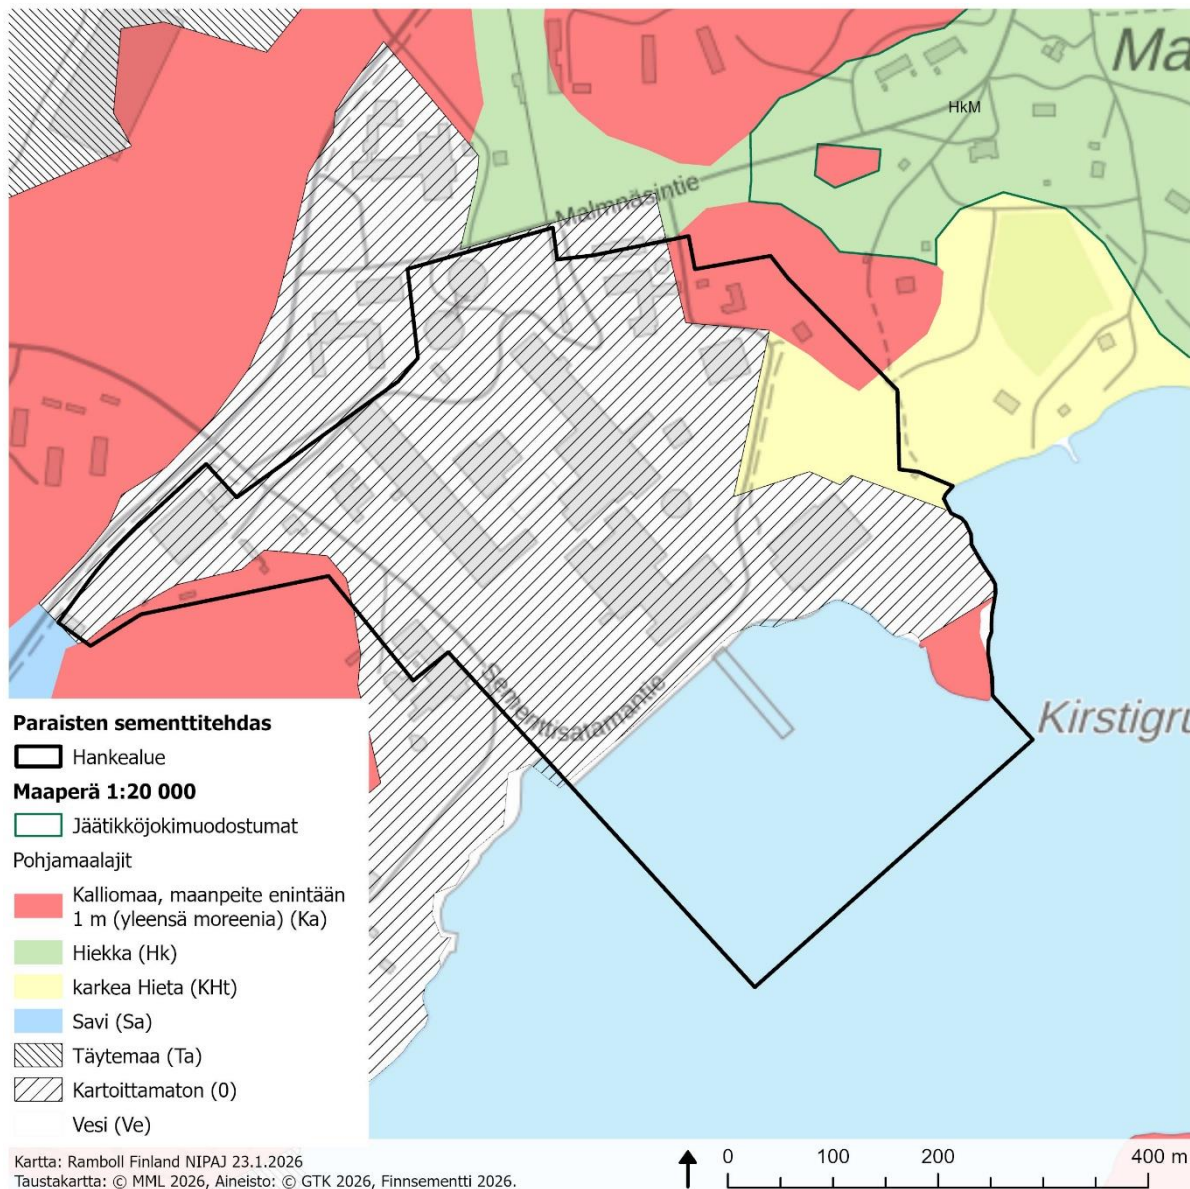 Ma
HkM
Malmnäsintie
Sementtisatamantie
Kirstigru
Paraisten sementtitehdas
Hankealue
Maaperä 1:20 000
Jäätikköjokimuodostumat
Pohjamaalajit
Kalliomaa, maanpeite enintään
1 m (yleensä moreenia) (Ka)
Hiekka (Hk)
karkea Hieta (KHt)
Savi (Sa)
Täytemaa (Ta)
Kartoittamaton (0)
Vesi (Ve)
Kartta: Ramboll Finland NIPAJ 23.1.2026
Taustakartta: © MML 2026, Aineisto: © GTK 2026, Finnsementti 2026.
0 100 200 400 m